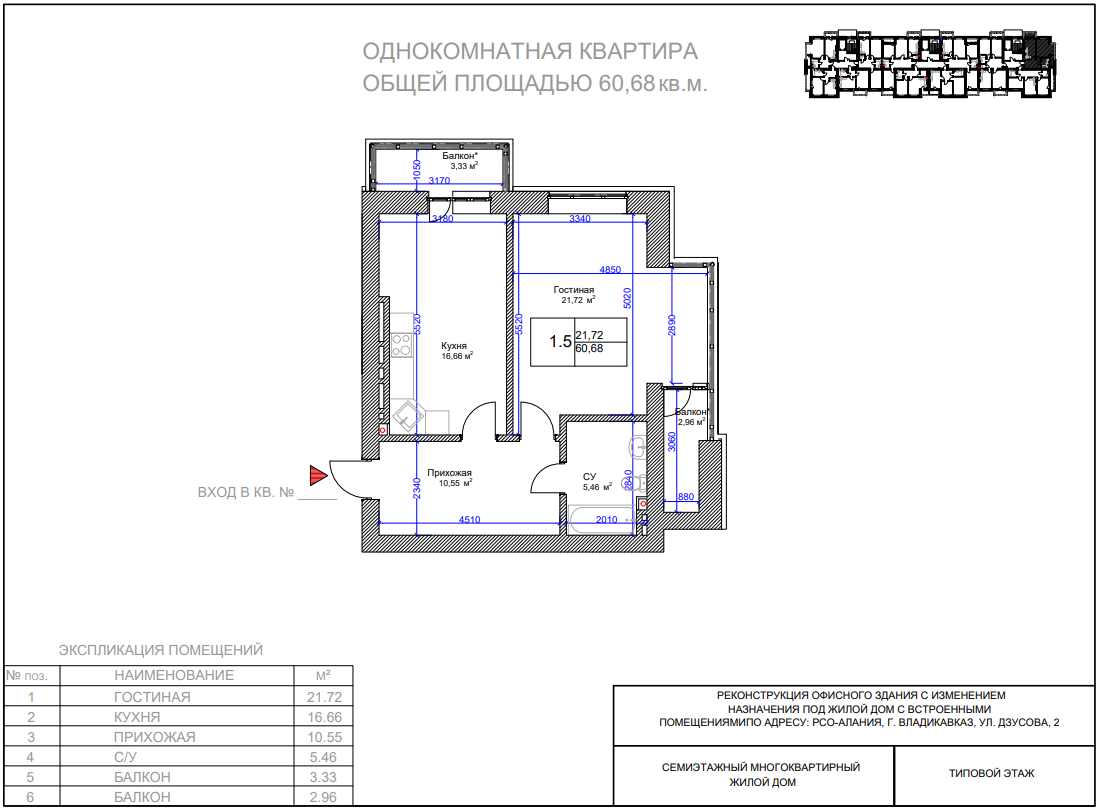 ОДНОКОМНАТНАЯ КВАРТИРА
ОБЩЕЙ ПЛОЩАДЬЮ 60,68 кв.м.
Балкон*
3,33 м²
1050
3170
3180
3340
4850
Гостиная
21,72 м²
5020
5520
5520
2890
1.5
21,72
60,68
Кухня
16,66 м²
Балкон*
2,96 м²
3060
880
Прихожая
10,55 м²
2340
4510
СУ
5,46 м²
2840
2010
ВХОД В КВ. № _____
ЭКСПЛИКАЦИЯ ПОМЕЩЕНИЙ
№ поз. НАИМЕНОВАНИЕ м²
1 ГОСТИНАЯ 21.72
2 КУХНЯ 16.66
3 ПРИХОЖАЯ 10.55
4 С/У 5.46
5 БАЛКОН 3.33
6 БАЛКОН 2.96
РЕКОНСТРУКЦИЯ ОФИСНОГО ЗДАНИЯ С ИЗМЕНЕНИЕМ
НАЗНАЧЕНИЯ ПОД ЖИЛОЙ ДОМ С ВСТРОЕННЫМИ
ПОМЕЩЕНИЯМИПО АДРЕСУ: РСО-АЛАНИЯ, Г. ВЛАДИКАВКАЗ, УЛ. ДЗУСОВА, 2
СЕМИЭТАЖНЫЙ МНОГОКВАРТИРНЫЙ
ЖИЛОЙ ДОМ
ТИПОВОЙ ЭТАЖ